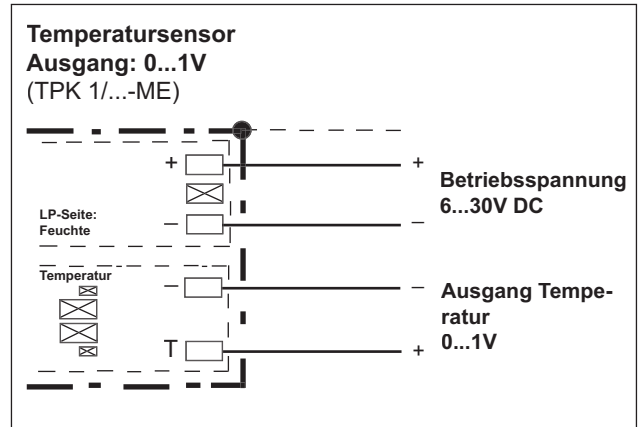 Temperatursensor
Ausgang: 0...1V
(TPK 1/...-ME)
+ +
Betriebsspannung
6...30V DC
LP-Seite:
Feuchte
– –
Temperatur
– –
Ausgang Tempe-
ratur
0...1V
T +